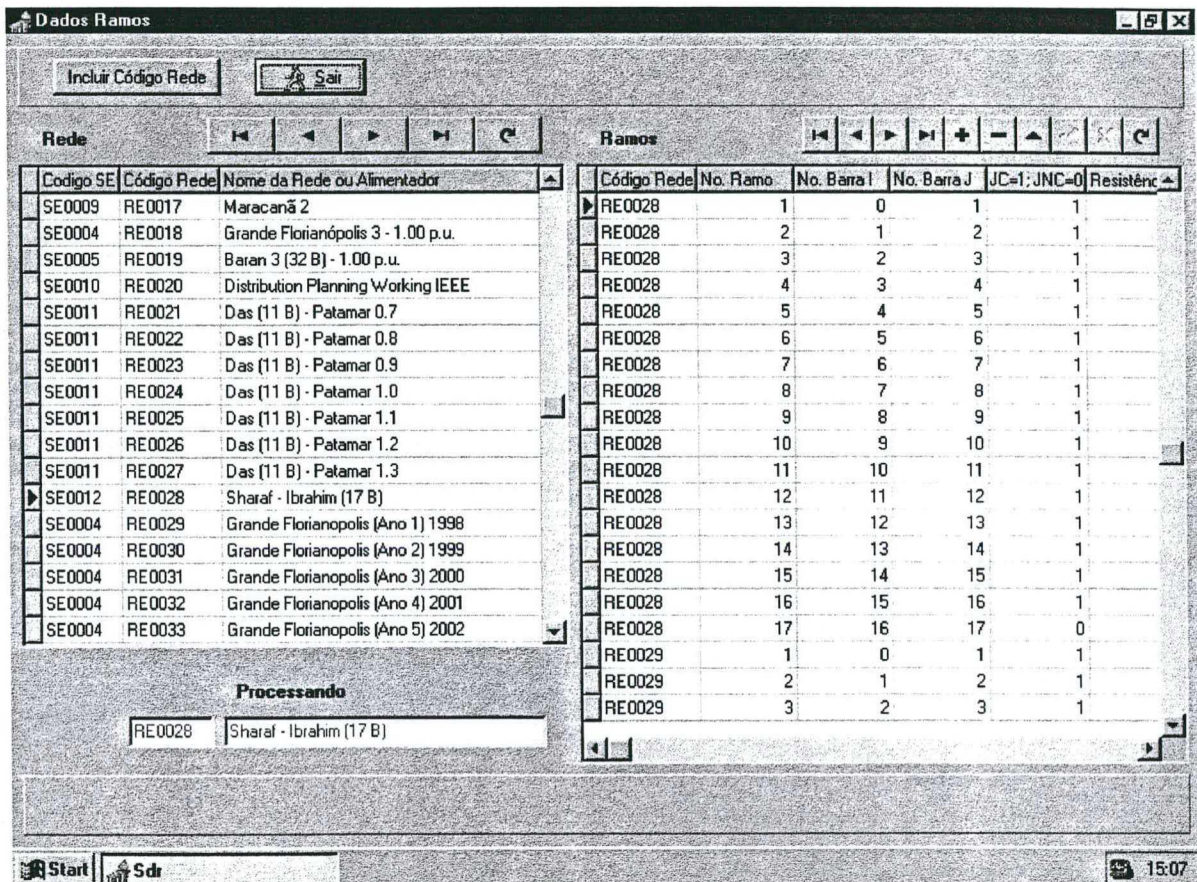 Dados Ramos
Incluir Código Rede
Sair
Rede
Codigo SE Código Rede Nome da Rede ou Alimentador
SE0009 RE0017 Maracanã 2
SE0004 RE0018 Grande Florianópolis 3 - 1.00 p.u.
SE0005 RE0019 Baran 3 (32 B) - 1.00 p.u.
SE0010 RE0020 Distribution Planning Working IEEE
SE0011 RE0021 Das (11 B) - Patamar 0.7
SE0011 RE0022 Das (11 B) - Patamar 0.8
SE0011 RE0023 Das (11 B) - Patamar 0.9
SE0011 RE0024 Das (11 B) - Patamar 1.0
SE0011 RE0025 Das (11 B) - Patamar 1.1
SE0011 RE0026 Das (11 B) - Patamar 1.2
SE0011 RE0027 Das (11 B) - Patamar 1.3
SE0012 RE0028 Sharaf - Ibrahim (17 B)
SE0004 RE0029 Grande Florianopolis (Ano 1) 1998
SE0004 RE0030 Grande Florianopolis (Ano 2) 1999
SE0004 RE0031 Grande Florianopolis (Ano 3) 2000
SE0004 RE0032 Grande Florianopolis (Ano 4) 2001
SE0004 RE0033 Grande Florianopolis (Ano 5) 2002
Processando
RE0028 Sharaf - Ibrahim (17 B)
Ramos
Código Rede No. Ramo No. Barra I No. Barra J JC=1; JNC=0 Resistênc
RE0028 1 0 1 1
RE0028 2 1 2 1
RE0028 3 2 3 1
RE0028 4 3 4 1
RE0028 5 4 5 1
RE0028 6 5 6 1
RE0028 7 6 7 1
RE0028 8 7 8 1
RE0028 9 8 9 1
RE0028 10 9 10 1
RE0028 11 10 11 1
RE0028 12 11 12 1
RE0028 13 12 13 1
RE0028 14 13 14 1
RE0028 15 14 15 1
RE0028 16 15 16 1
RE0028 17 16 17 0
RE0029 1 0 1 1
RE0029 2 1 2 1
RE0029 3 2 3 1
Start
Sdr
15:07